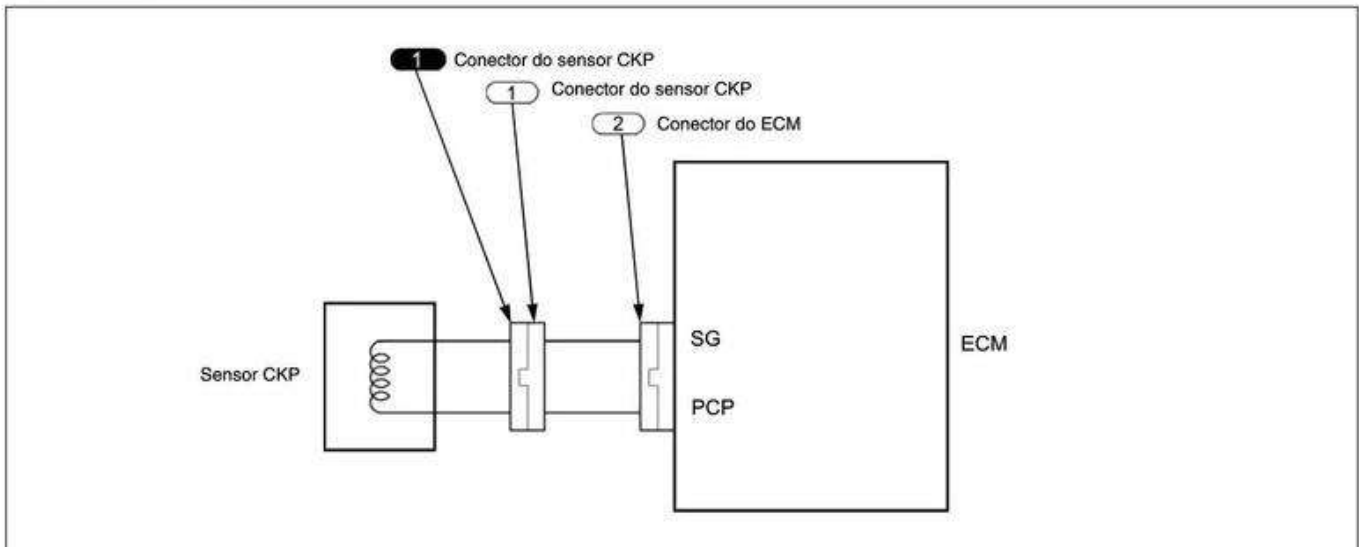 1 Conector do sensor CKP
1 Conector do sensor CKP
2 Conector do ECM
SG
ECM
Sensor CKP
PCP